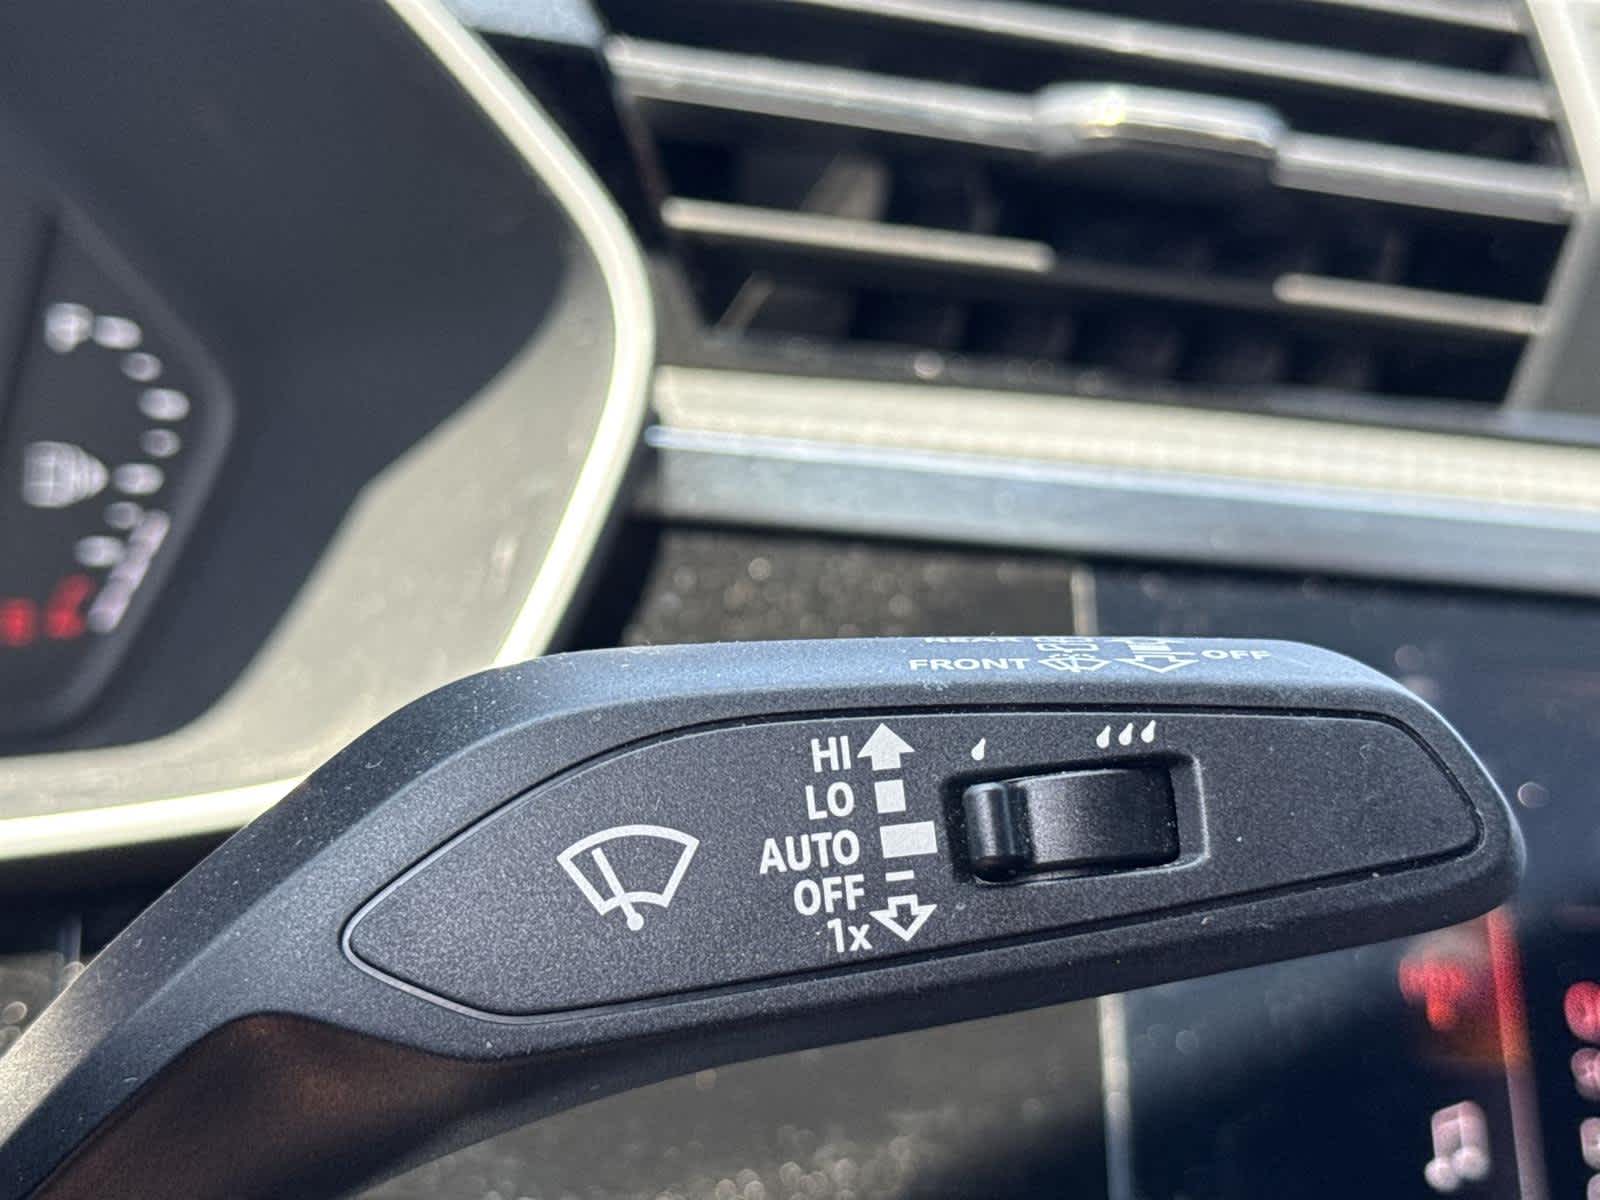 FRONT OFF
HI
LO
AUTO
OFF
1x